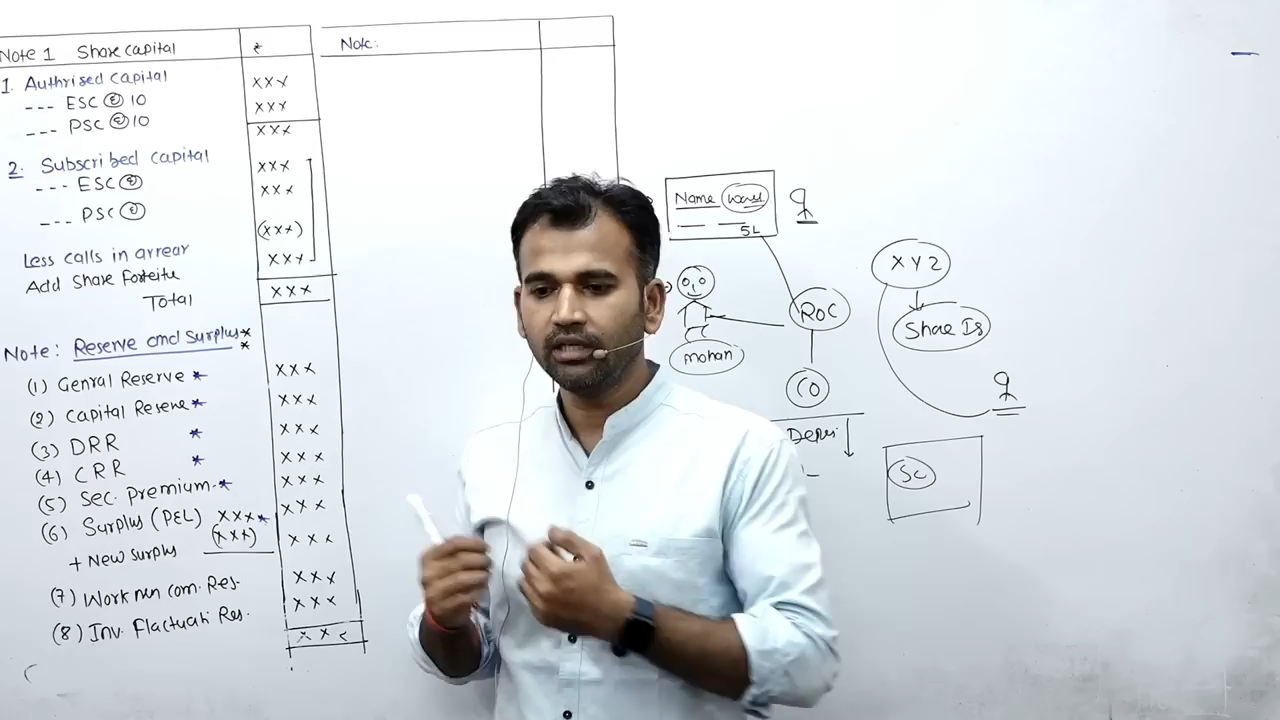 Note 1 Share capital ₹
1. Authrised capital xxx
--- ESC @ 10 xxx
--- PSC @ 10 xxx
2. Subscribed capital xxx
--- ESC @ xxx
--- PSC @
Less calls in arrear (xxx)
Add Share Forfeite xxx
Total xxx
Note: Reserve and Surplus **
(1) Genral Reserve * xxx
(2) Capital Reserve * xxx
(3) DRR * xxx
(4) CRR * xxx
(5) Sec. Premium * xxx
(6) Surplus (P&L) xxx * xxx
+ New surplus (xxx) xxx
(7) Workmen com. Res. xxx
(8) Inv. Flactuati Res. xxx
xxx
Note:
Name
5L
ROC
mohan
CO
XYZ
Share Is
SC